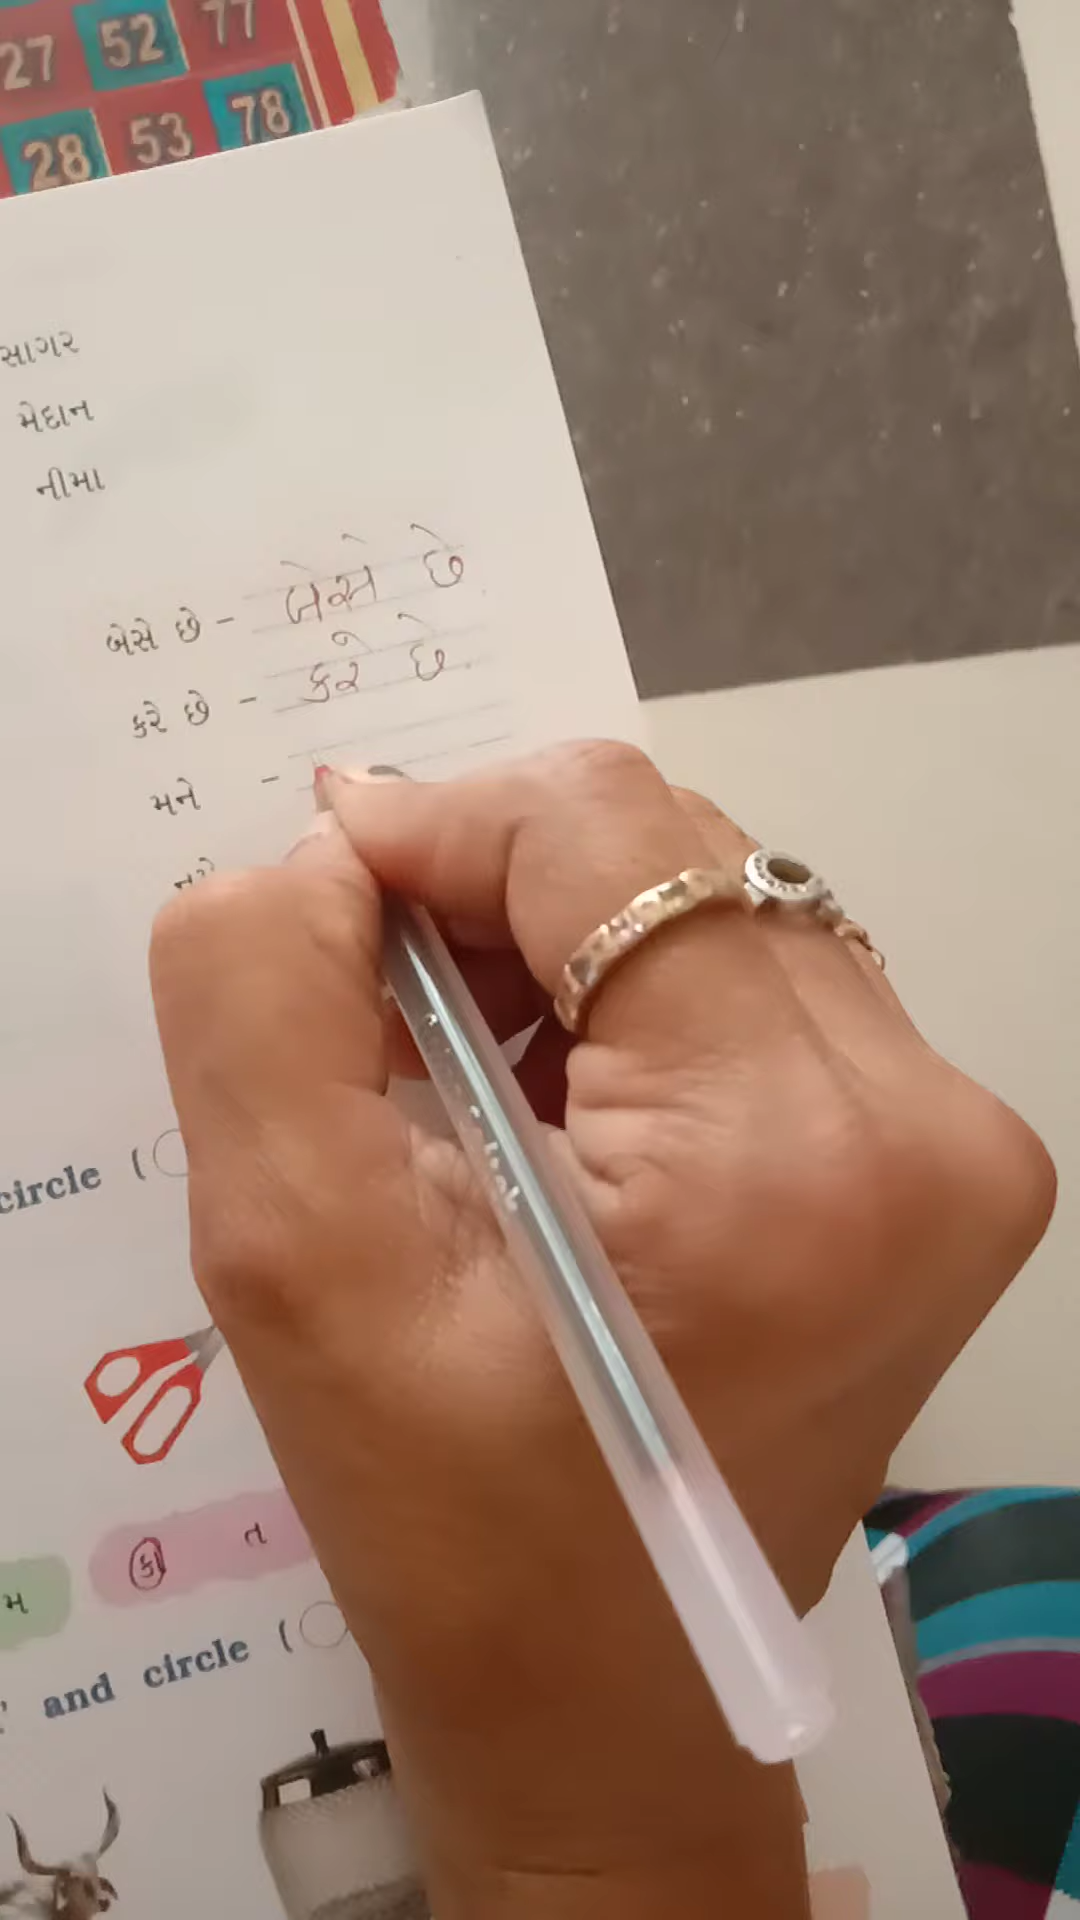 27 52 77
28 53 78
સાગર
મેદાન
નીમા
બેસે છે - બેસે છે
કરે છે - કરે છે.
મને -
circle (
કા ત
મ
and circle (